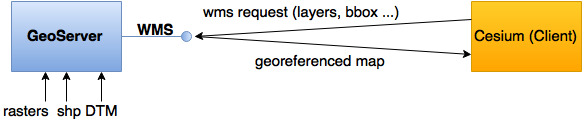 wms request (layers, bbox ...)
GeoServer
WMS
Cesium (Client)
georeferenced map
rasters shp DTM